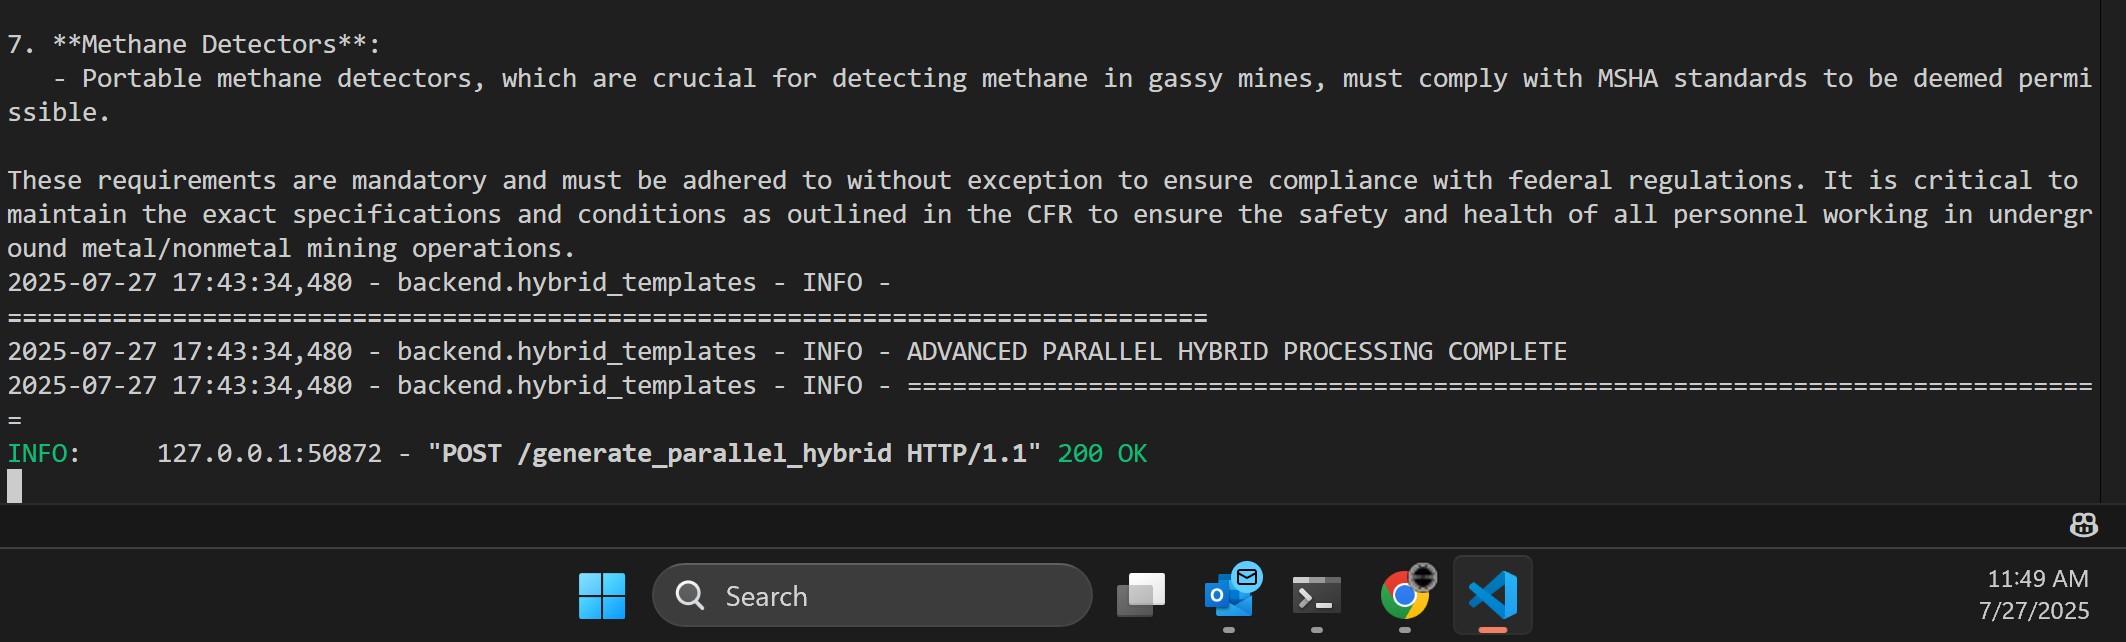 7. **Methane Detectors**:
   - Portable methane detectors, which are crucial for detecting methane in gassy mines, must comply with MSHA standards to be deemed permi
ssible.
These requirements are mandatory and must be adhered to without exception to ensure compliance with federal regulations. It is critical to
maintain the exact specifications and conditions as outlined in the CFR to ensure the safety and health of all personnel working in undergr
ound metal/nonmetal mining operations.
2025-07-27 17:43:34,480 - backend.hybrid_templates - INFO -
================================================================================
2025-07-27 17:43:34,480 - backend.hybrid_templates - INFO - ADVANCED PARALLEL HYBRID PROCESSING COMPLETE
2025-07-27 17:43:34,480 - backend.hybrid_templates - INFO - ===============================================================================
=
INFO:     127.0.0.1:50872 - "POST /generate_parallel_hybrid HTTP/1.1" 200 OK
Search
11:49 AM
7/27/2025